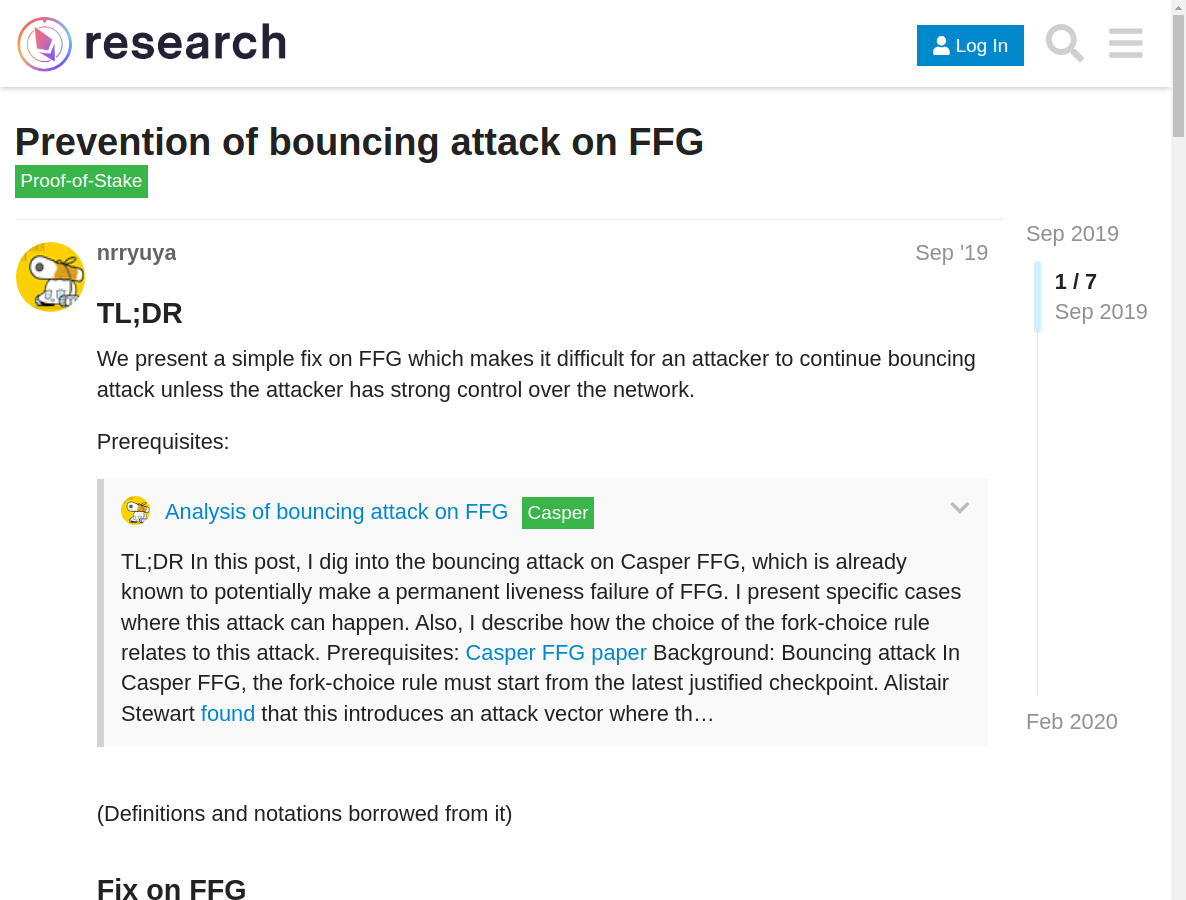 research
Log In
Prevention of bouncing attack on FFG
Proof-of-Stake
Sep 2019
nrryuya
Sep '19
1 / 7
Sep 2019
TL;DR
We present a simple fix on FFG which makes it difficult for an attacker to continue bouncing
attack unless the attacker has strong control over the network.
Prerequisites:
Analysis of bouncing attack on FFG Casper
TL;DR In this post, I dig into the bouncing attack on Casper FFG, which is already
known to potentially make a permanent liveness failure of FFG. I present specific cases
where this attack can happen. Also, I describe how the choice of the fork-choice rule
relates to this attack. Prerequisites: Casper FFG paper Background: Bouncing attack In
Casper FFG, the fork-choice rule must start from the latest justified checkpoint. Alistair
Stewart found that this introduces an attack vector where th…
Feb 2020
(Definitions and notations borrowed from it)
Fix on FFG